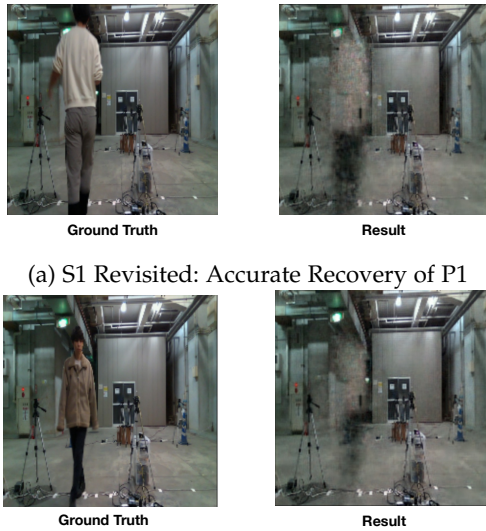 Ground Truth
Result
(a) S1 Revisited: Accurate Recovery of P1
Ground Truth
Result